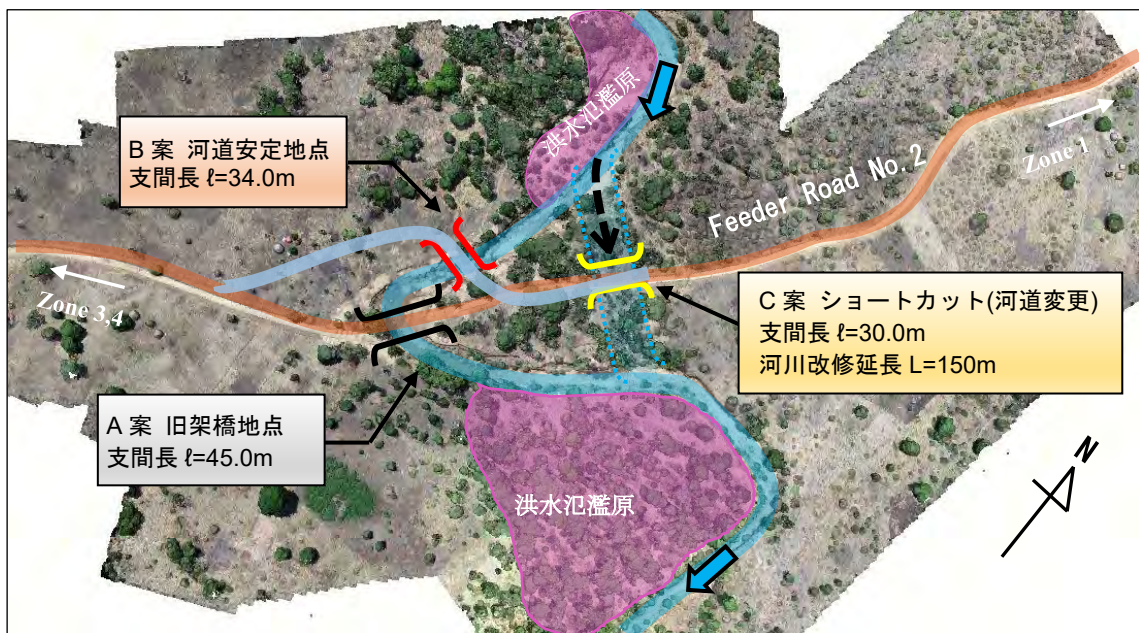 洪水氾濫原
B 案 河道安定地点
支間長 ℓ=34.0m
Zone 1
Feeder Road No.2
Zone 3,4
C 案 ショートカット(河道変更)
支間長 ℓ=30.0m
河川改修延長 L=150m
A 案 旧架橋地点
支間長 ℓ=45.0m
洪水氾濫原
N